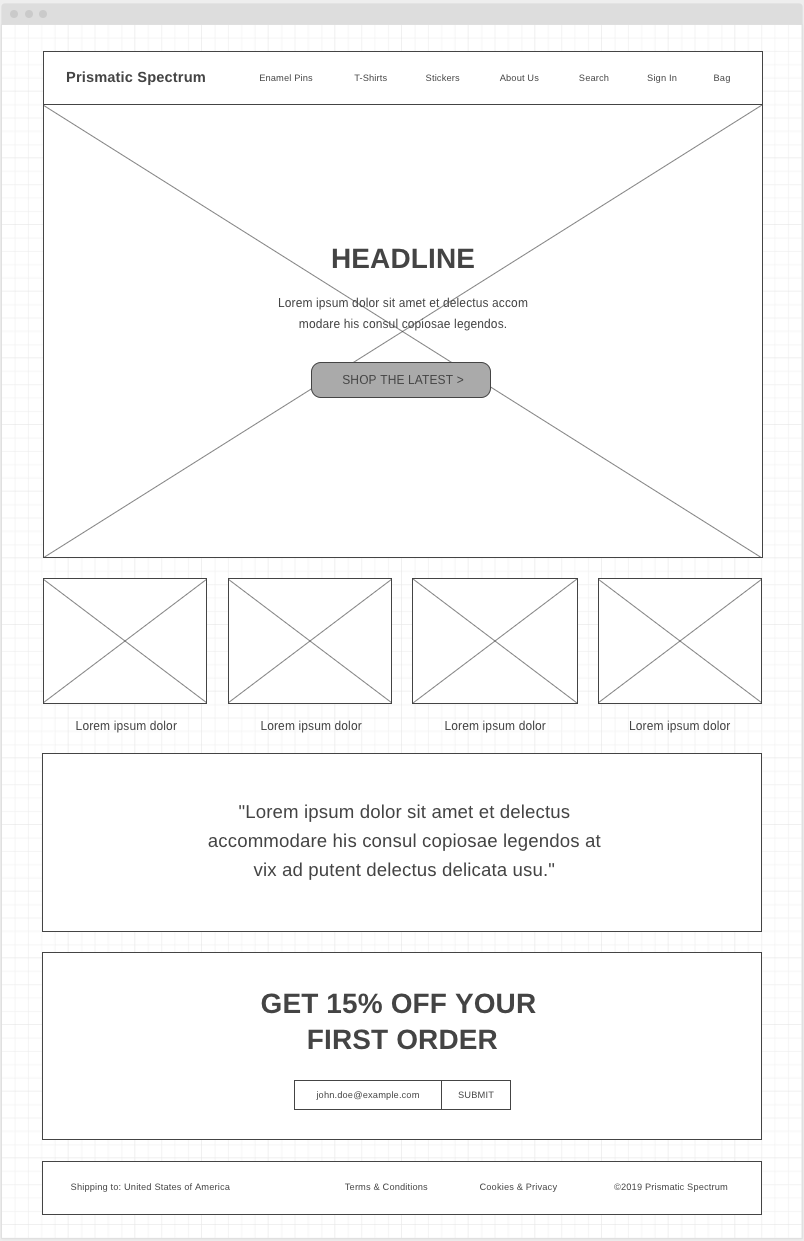 Prismatic Spectrum Enamel Pins T-Shirts Stickers About Us Search Sign In Bag
HEADLINE
Lorem ipsum dolor sit amet et delectus accom
modare his consul copiosae legendos.
SHOP THE LATEST >
Lorem ipsum dolor Lorem ipsum dolor Lorem ipsum dolor Lorem ipsum dolor
"Lorem ipsum dolor sit amet et delectus
accommodare his consul copiosae legendos at
vix ad putent delectus delicata usu."
GET 15% OFF YOUR
FIRST ORDER
john.doe@example.com SUBMIT
Shipping to: United States of America Terms & Conditions Cookies & Privacy ©2019 Prismatic Spectrum